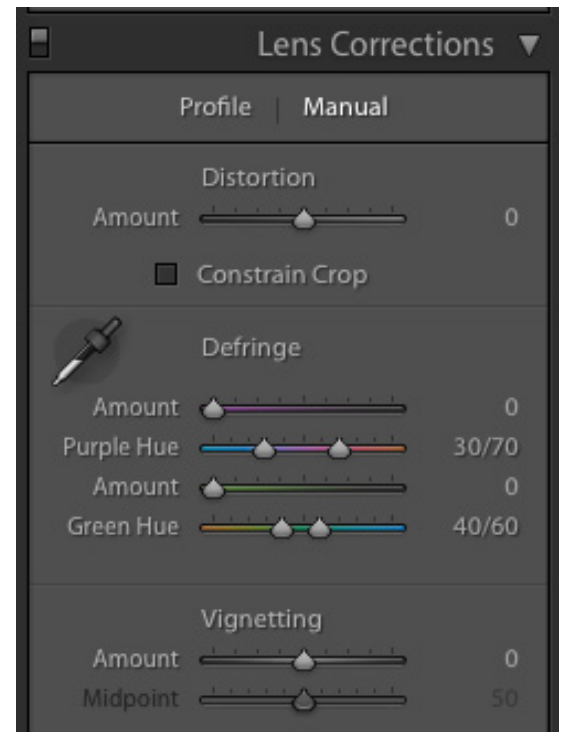 Lens Corrections
Profile | Manual
Distortion
Amount 0
Constrain Crop
Defringe
Amount 0
Purple Hue 30/70
Amount 0
Green Hue 40/60
Vignetting
Amount 0
Midpoint 50